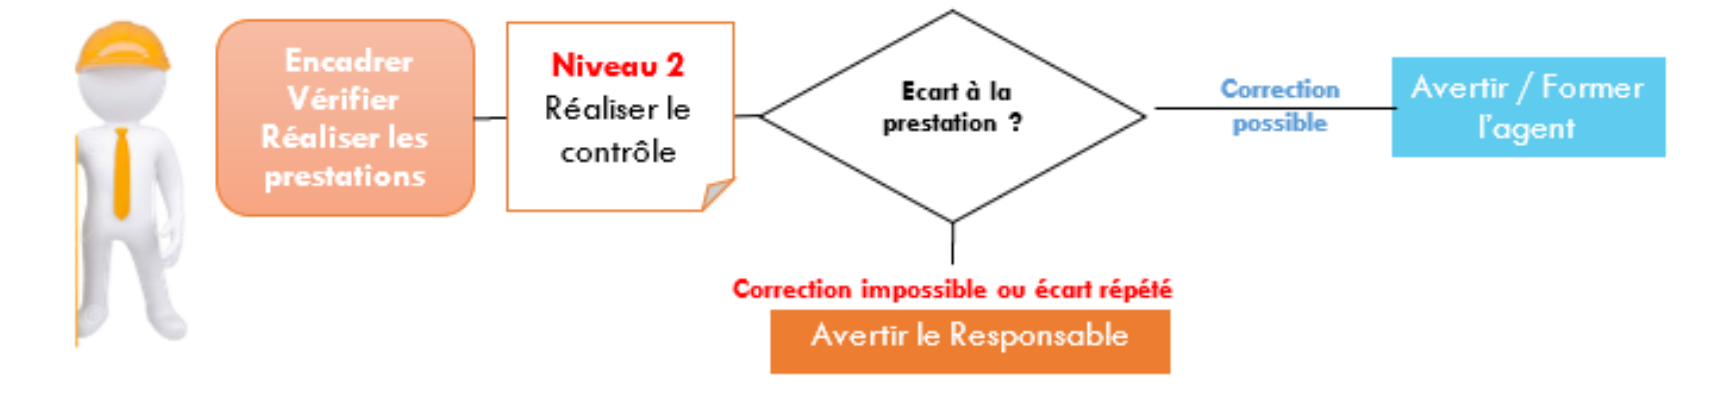 Encadrer
Vérifier
Réaliser les
prestations
Niveau 2
Réaliser le
contrôle
Ecart à la
prestation ?
Correction
possible
Avertir / Former
l'agent
Correction impossible ou écart répété
Avertir le Responsable